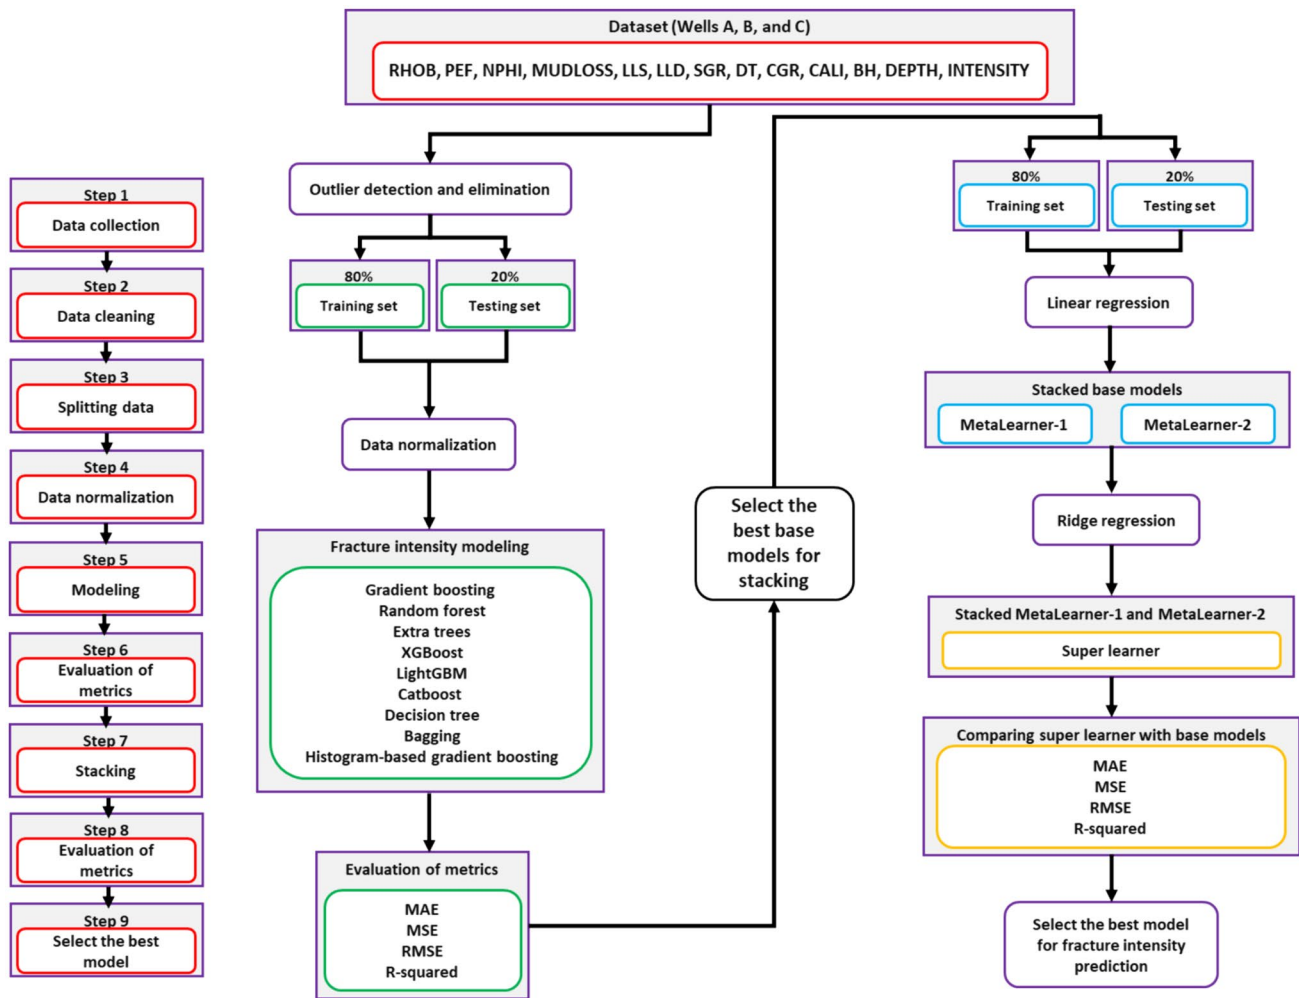 Dataset (Wells A, B, and C)
RHOB, PEF, NPHI, MUDLOSS, LLS, LLD, SGR, DT, CGR, CALI, BH, DEPTH, INTENSITY
Step 1
Data collection
Step 2
Data cleaning
Step 3
Splitting data
Step 4
Data normalization
Step 5
Modeling
Step 6
Evaluation of
metrics
Step 7
Stacking
Step 8
Evaluation of
metrics
Step 9
Select the best
model
Outlier detection and elimination
80%
Training set
20%
Testing set
Data normalization
Fracture intensity modeling
Gradient boosting
Random forest
Extra trees
XGBoost
LightGBM
Catboost
Decision tree
Bagging
Histogram-based gradient boosting
Evaluation of metrics
MAE
MSE
RMSE
R-squared
Select the
best base
models for
stacking
80%
Training set
20%
Testing set
Linear regression
Stacked base models
MetaLearner-1
MetaLearner-2
Ridge regression
Stacked MetaLearner-1 and MetaLearner-2
Super learner
Comparing super learner with base models
MAE
MSE
RMSE
R-squared
Select the best model
for fracture intensity
prediction